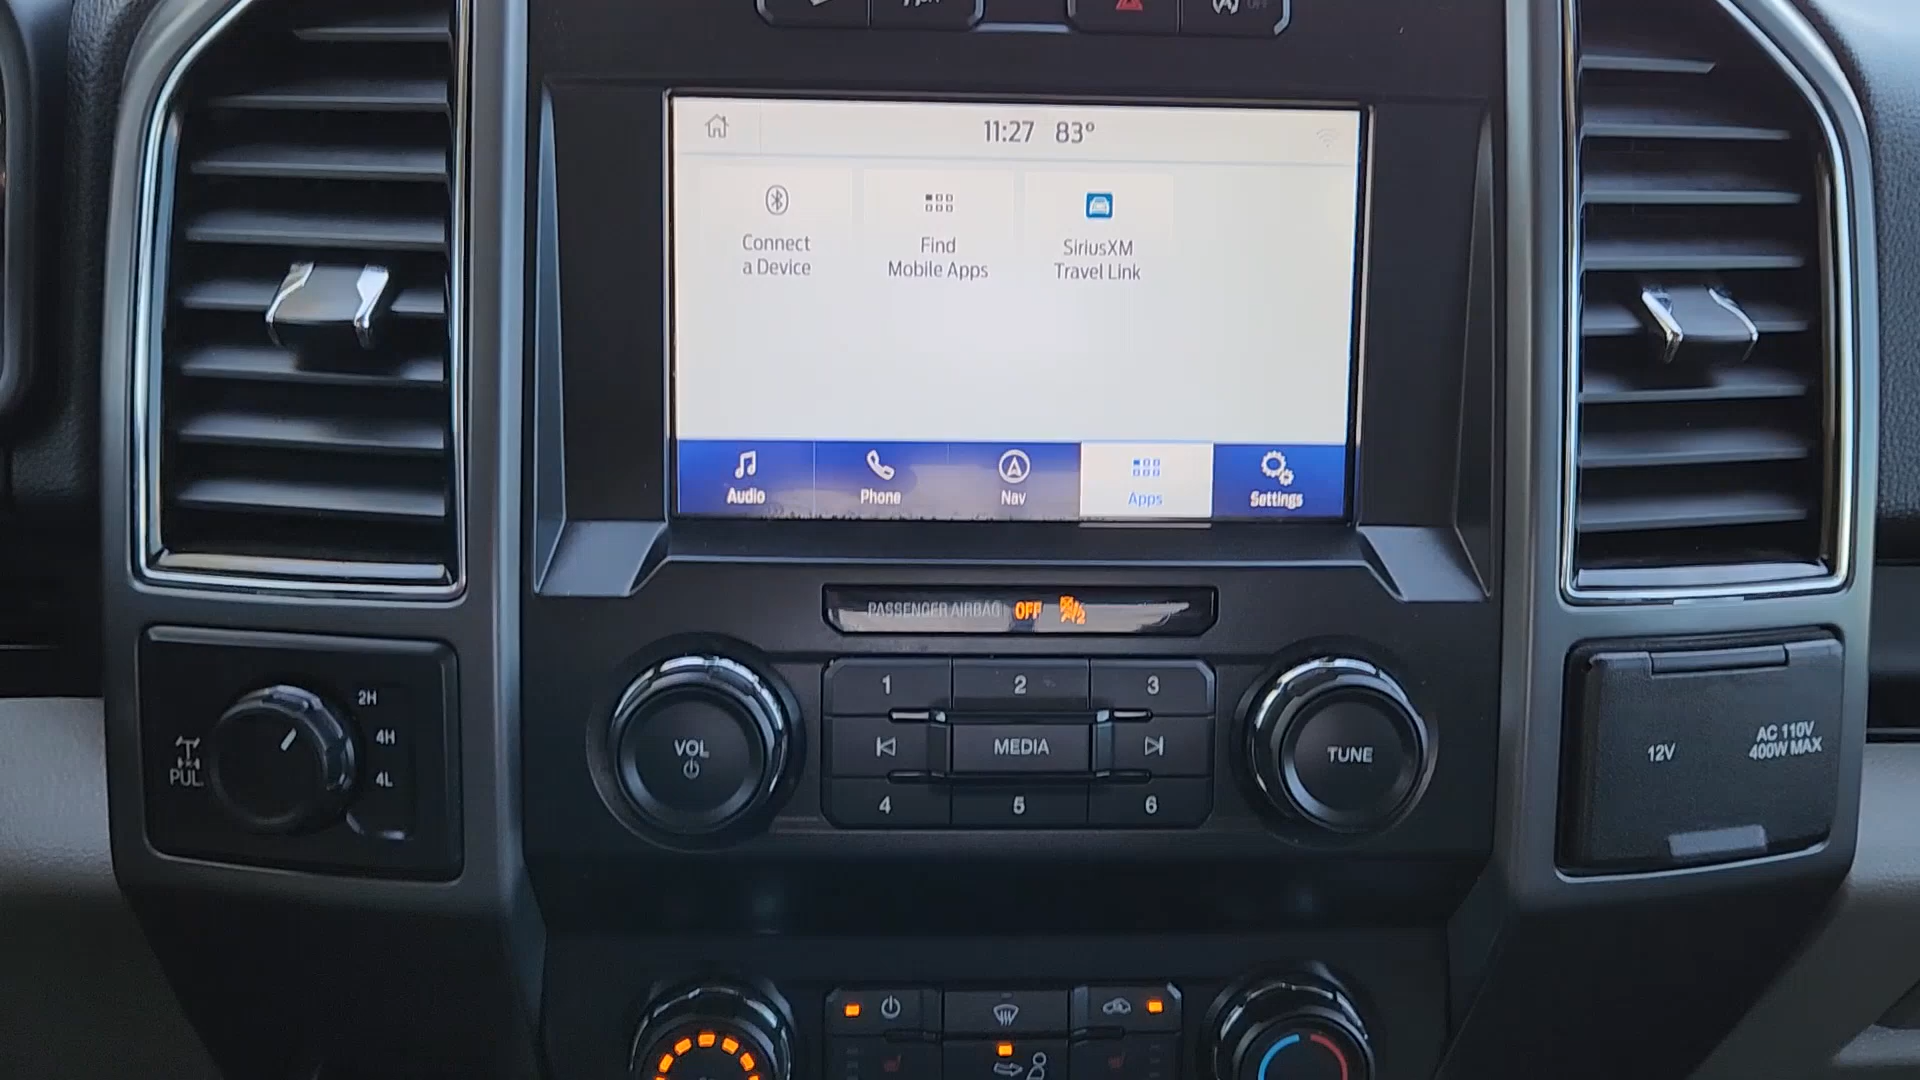 OFF
11:27 83°
Connect
a Device
Find
Mobile Apps
SiriusXM
Travel Link
Audio
Phone
Nav
Apps
Settings
PASSENGER AIRBAG OFF
2H
4H
4L
VOL
1
2
3
MEDIA
4
5
6
TUNE
12V
AC 110V
400W MAX